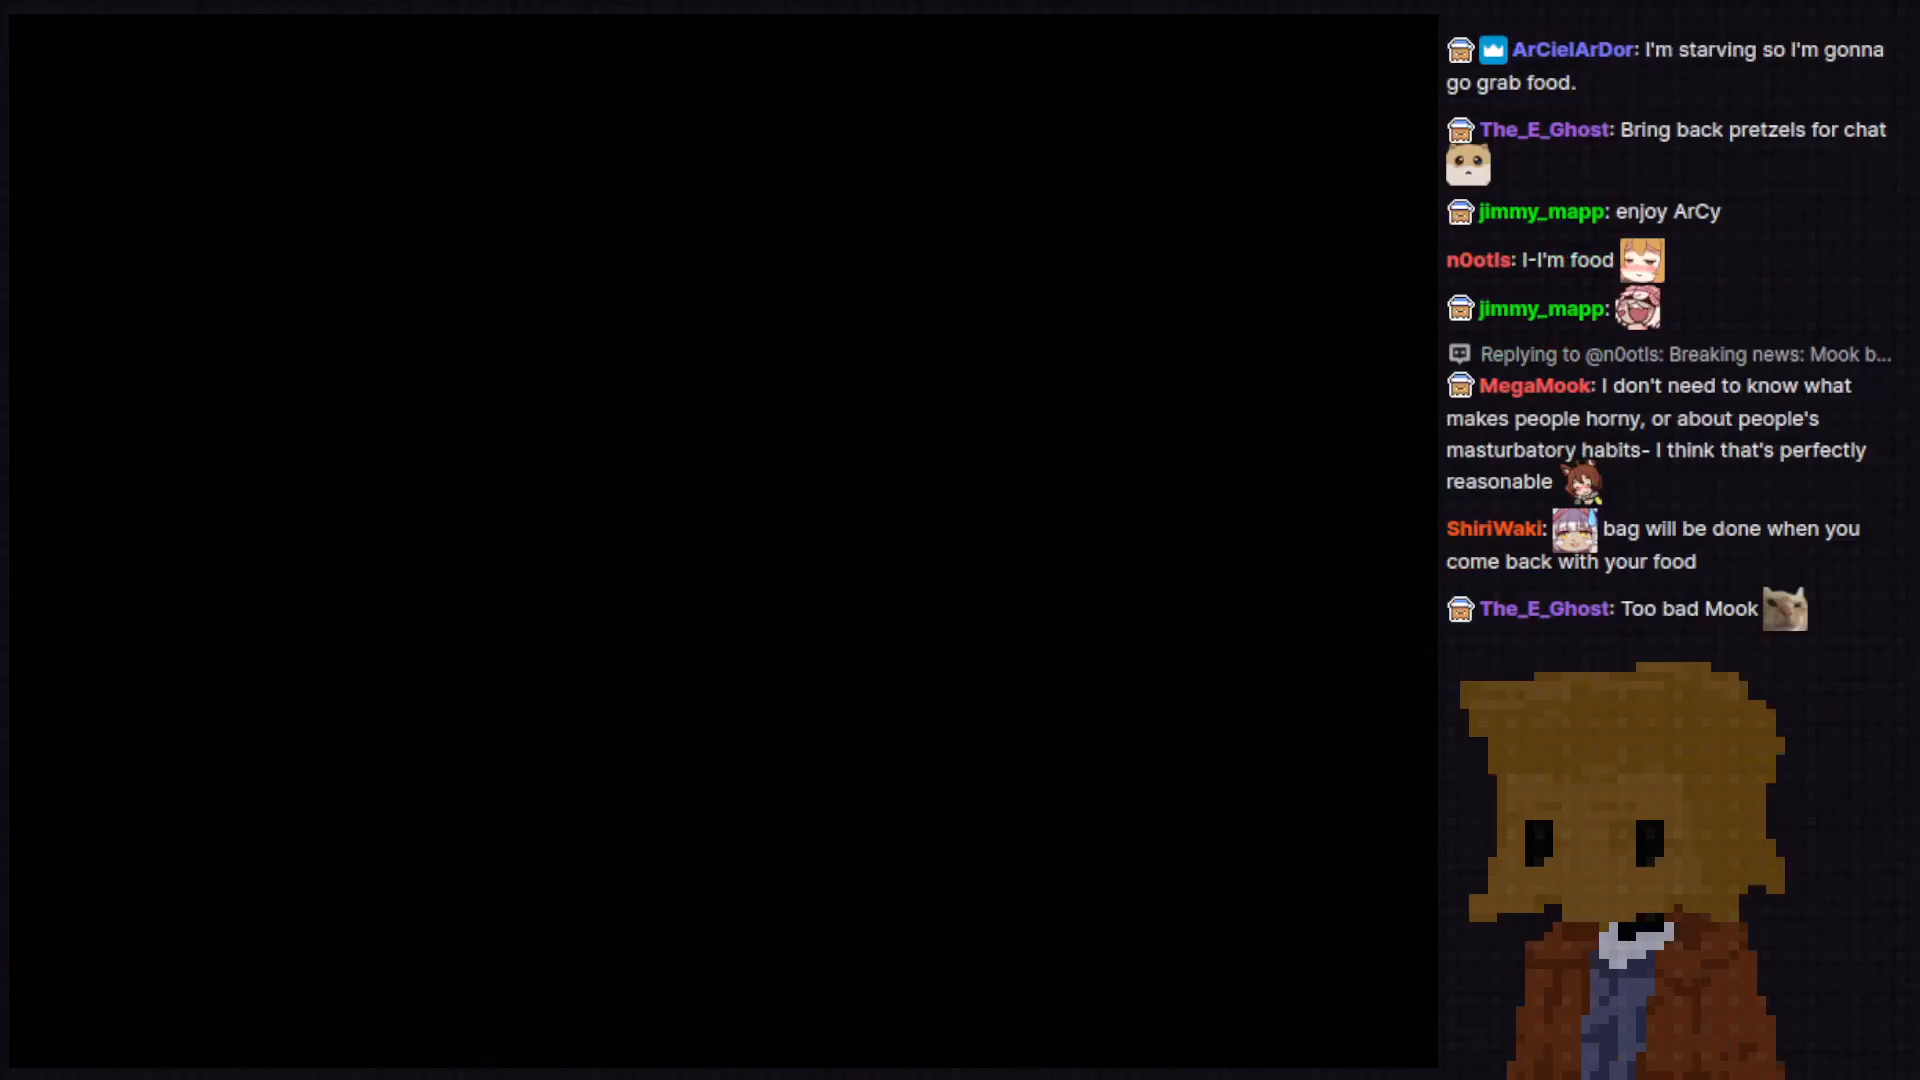 ArCielArDor: I'm starving so I'm gonna
go grab food.
The_E_Ghost: Bring back pretzels for chat
jimmy_mapp: enjoy ArCy
n0otls: I-I'm food
jimmy_mapp:
Replying to @n0otls: Breaking news: Mook b...
MegaMook: I don't need to know what
makes people horny, or about people's
masturbatory habits- I think that's perfectly
reasonable
ShiriWaki: bag will be done when you
come back with your food
The_E_Ghost: Too bad Mook